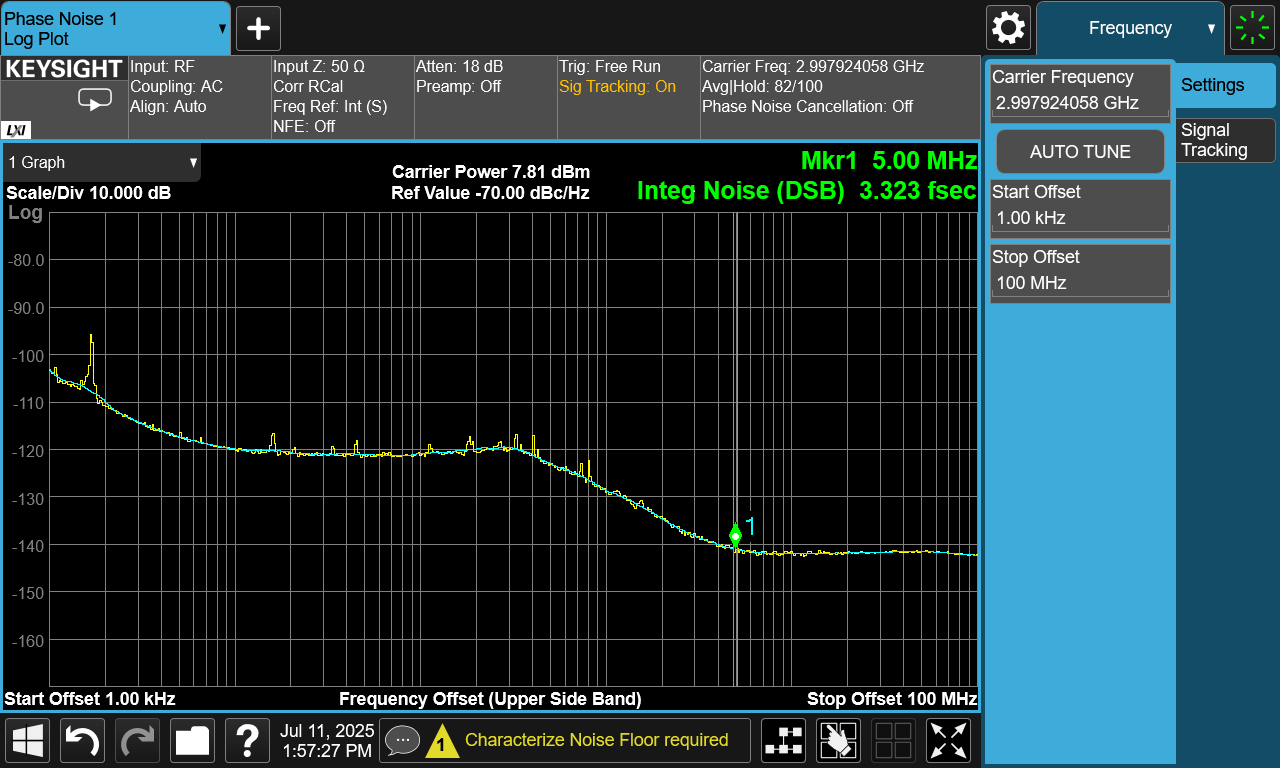 Phase Noise 1
Log Plot
Frequency
KEYSIGHT
LXI
Input: RF
Coupling: AC
Align: Auto
Input Z: 50 Ω
Corr RCal
Freq Ref: Int (S)
NFE: Off
Atten: 18 dB
Preamp: Off
Trig: Free Run
Sig Tracking: On
Carrier Freq: 2.997924058 GHz
Avg|Hold: 82/100
Phase Noise Cancellation: Off
1 Graph
Scale/Div 10.000 dB
Log
Carrier Power 7.81 dBm
Ref Value -70.00 dBc/Hz
Mkr1 5.00 MHz
Integ Noise (DSB) 3.323 fsec
-80.0
-90.0
-100
-110
-120
-130
-140
-150
-160
1
Start Offset 1.00 kHz
Frequency Offset (Upper Side Band)
Stop Offset 100 MHz
Carrier Frequency
2.997924058 GHz
AUTO TUNE
Start Offset
1.00 kHz
Stop Offset
100 MHz
Settings
Signal
Tracking
?
Jul 11, 2025
1:57:27 PM
1
Characterize Noise Floor required